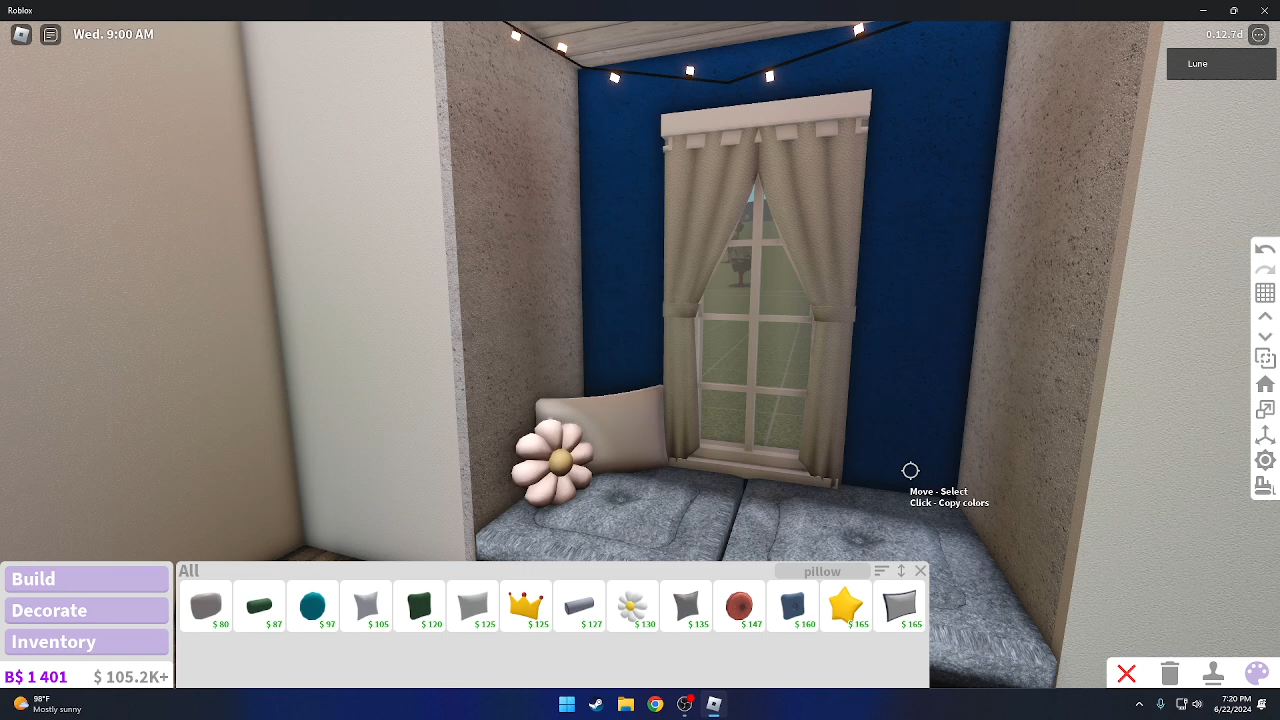 Roblox
Wed. 9:00 AM
0.12.7d
Lune
Move - Select
Click - Copy colors
Build
Decorate
Inventory
B$ 1 401
$ 105.2K+
All
pillow
$ 80
$ 87
$ 97
$ 105
$ 120
$ 125
$ 125
$ 127
$ 130
$ 135
$ 147
$ 160
$ 165
$ 165
98°F
Mostly sunny
7:20 PM
6/22/2024